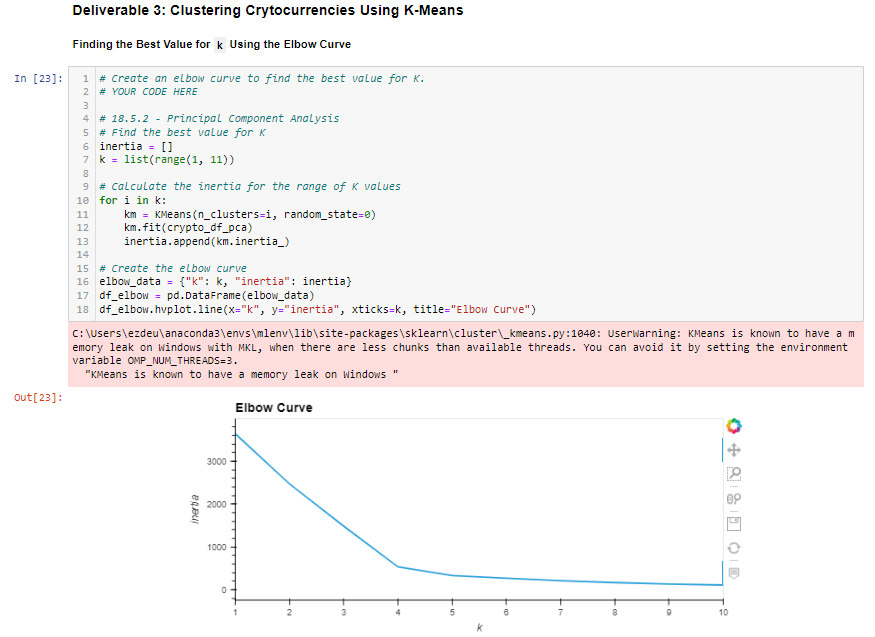 Deliverable 3: Clustering Crytocurrencies Using K-Means
Finding the Best Value for k Using the Elbow Curve
In [23]:
1 # Create an elbow curve to find the best value for K.
2 # YOUR CODE HERE
3
4 # 18.5.2 - Principal Component Analysis
5 # Find the best value for K
6 inertia = []
7 k = list(range(1, 11))
8
9 # Calculate the inertia for the range of K values
10 for i in k:
11     km = KMeans(n_clusters=i, random_state=0)
12     km.fit(crypto_df_pca)
13     inertia.append(km.inertia_)
14
15 # Create the elbow curve
16 elbow_data = {"k": k, "inertia": inertia}
17 df_elbow = pd.DataFrame(elbow_data)
18 df_elbow.hvplot.line(x="k", y="inertia", xticks=k, title="Elbow Curve")
C:\Users\ezdeu\anaconda3\envs\mlenv\lib\site-packages\sklearn\cluster\_kmeans.py:1040: UserWarning: KMeans is known to have a m
emory leak on Windows with MKL, when there are less chunks than available threads. You can avoid it by setting the environment
variable OMP_NUM_THREADS=3.
"KMeans is known to have a memory leak on Windows "
Out[23]:
Elbow Curve
3000
2000
1000
0
inertia
1 2 3 4 5 6 7 8 9 10
k